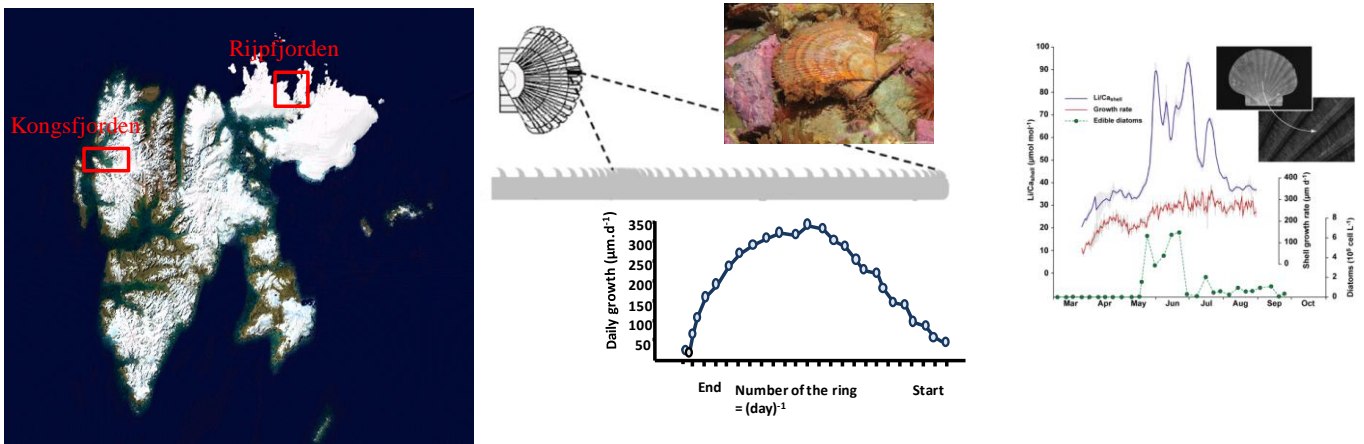 Rijpfjorden
Kongsfjorden
350
300
250
200
150
100
50
Daily growth (µm.d-1)
End
Number of the ring
= (day)-1
Start
100
90
80
70
60
50
40
30
20
10
0
Li/Cashell (µmol mol-1)
Li/Cashell
Growth rate
Edible diatoms
400
300
200
100
0
Shell growth rate (µm d-1)
8
6
4
2
0
Diatoms (105 cell L-1)
Mar Apr May Jun Jul Aug Sep Oct